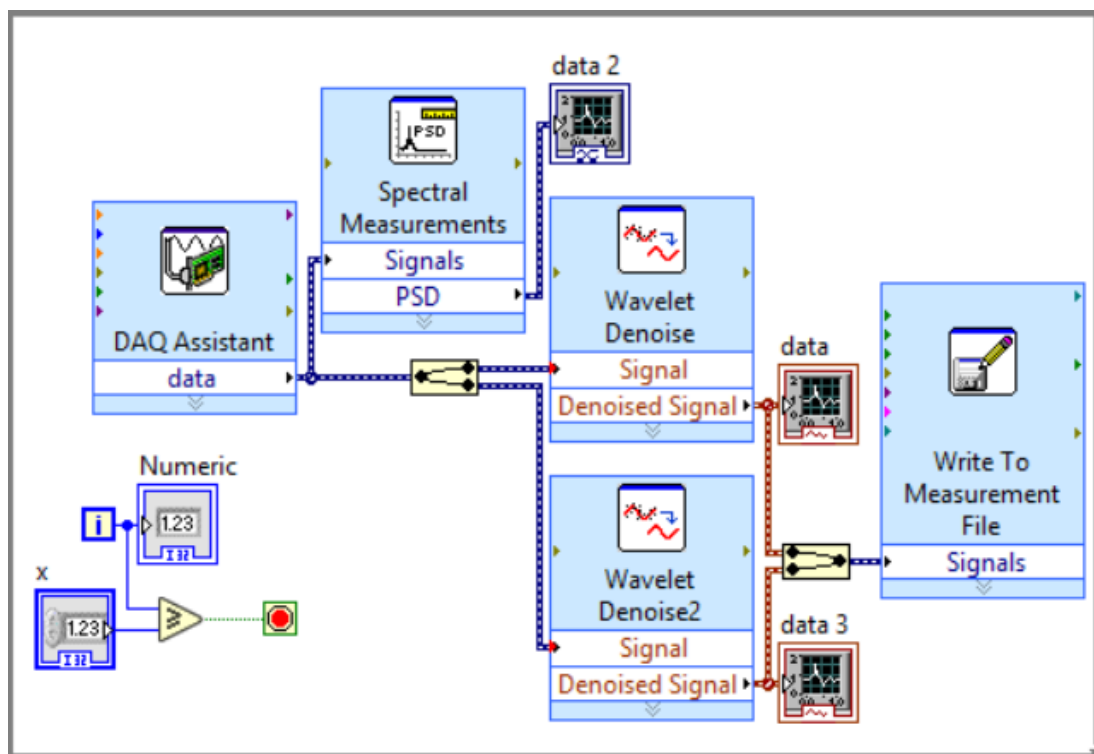 data 2
PSD
Spectral
Measurements
Signals
PSD
DAQ Assistant
data
Wavelet
Denoise
Signal
Denoised Signal
data
Write To
Measurement
File
Signals
Numeric
1.23
I32
i
x
1.23
I32
Wavelet
Denoise2
Signal
Denoised Signal
data 3